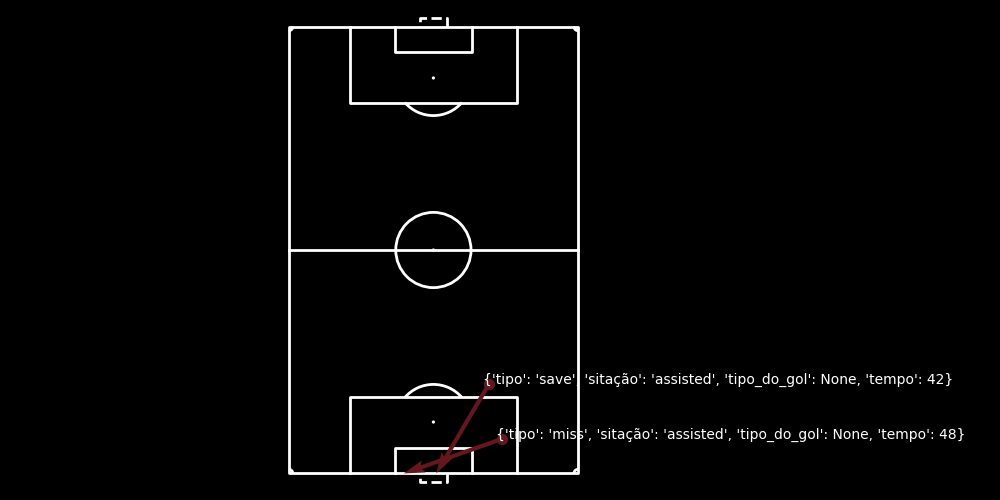 {'tipo': 'save', 'sitação': 'assisted', 'tipo_do_gol': None, 'tempo': 42}
{'tipo': 'miss', 'sitação': 'assisted', 'tipo_do_gol': None, 'tempo': 48}